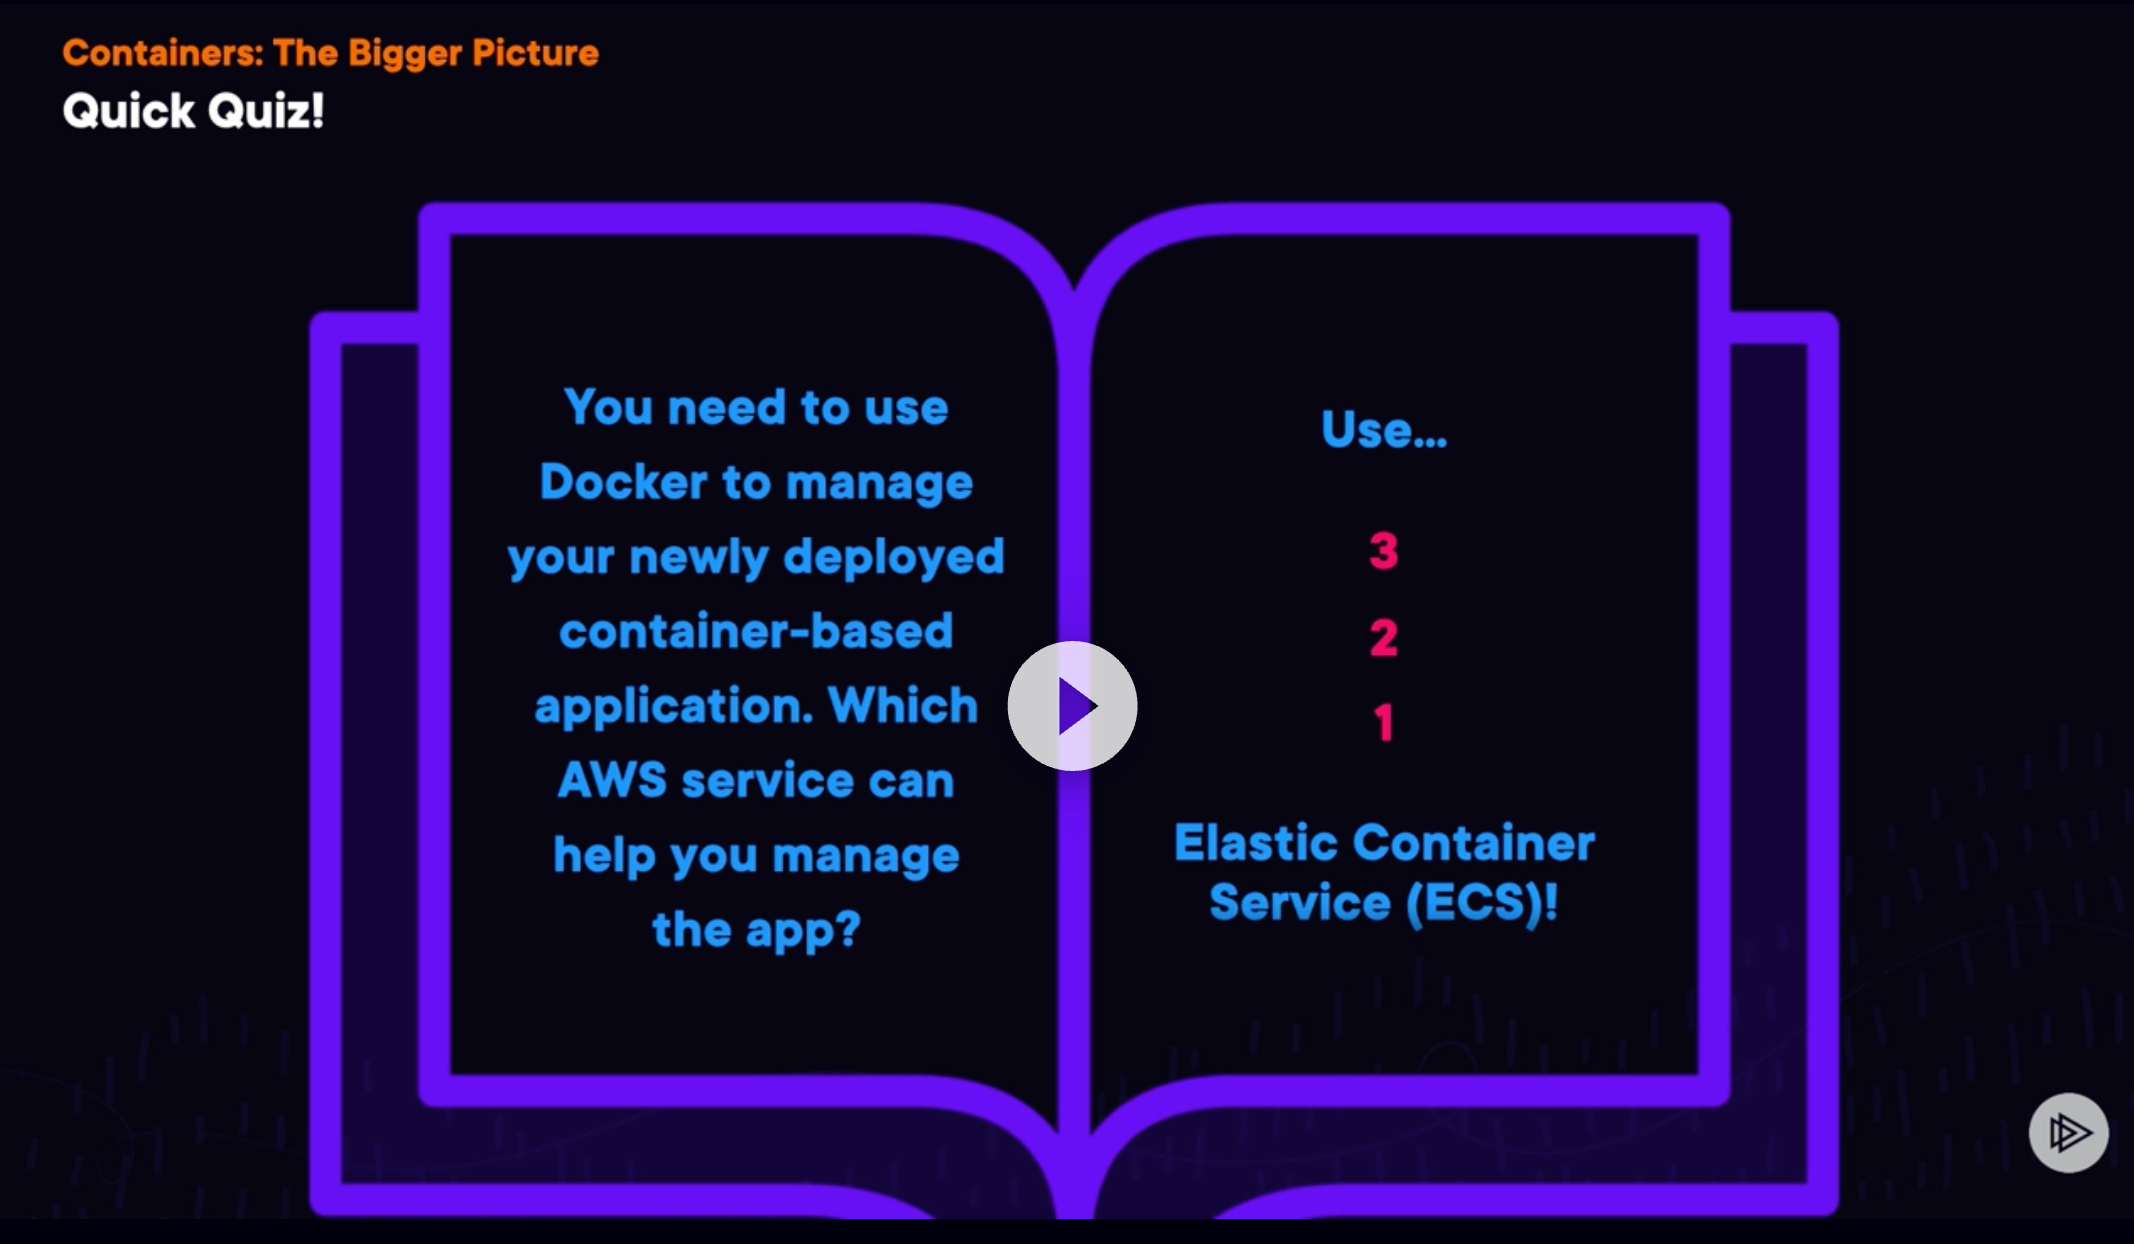 Containers: The Bigger Picture
Quick Quiz!
You need to use
Docker to manage
your newly deployed
container-based
application. Which
AWS service can
help you manage
the app?
Use...
3
2
1
Elastic Container
Service (ECS)!